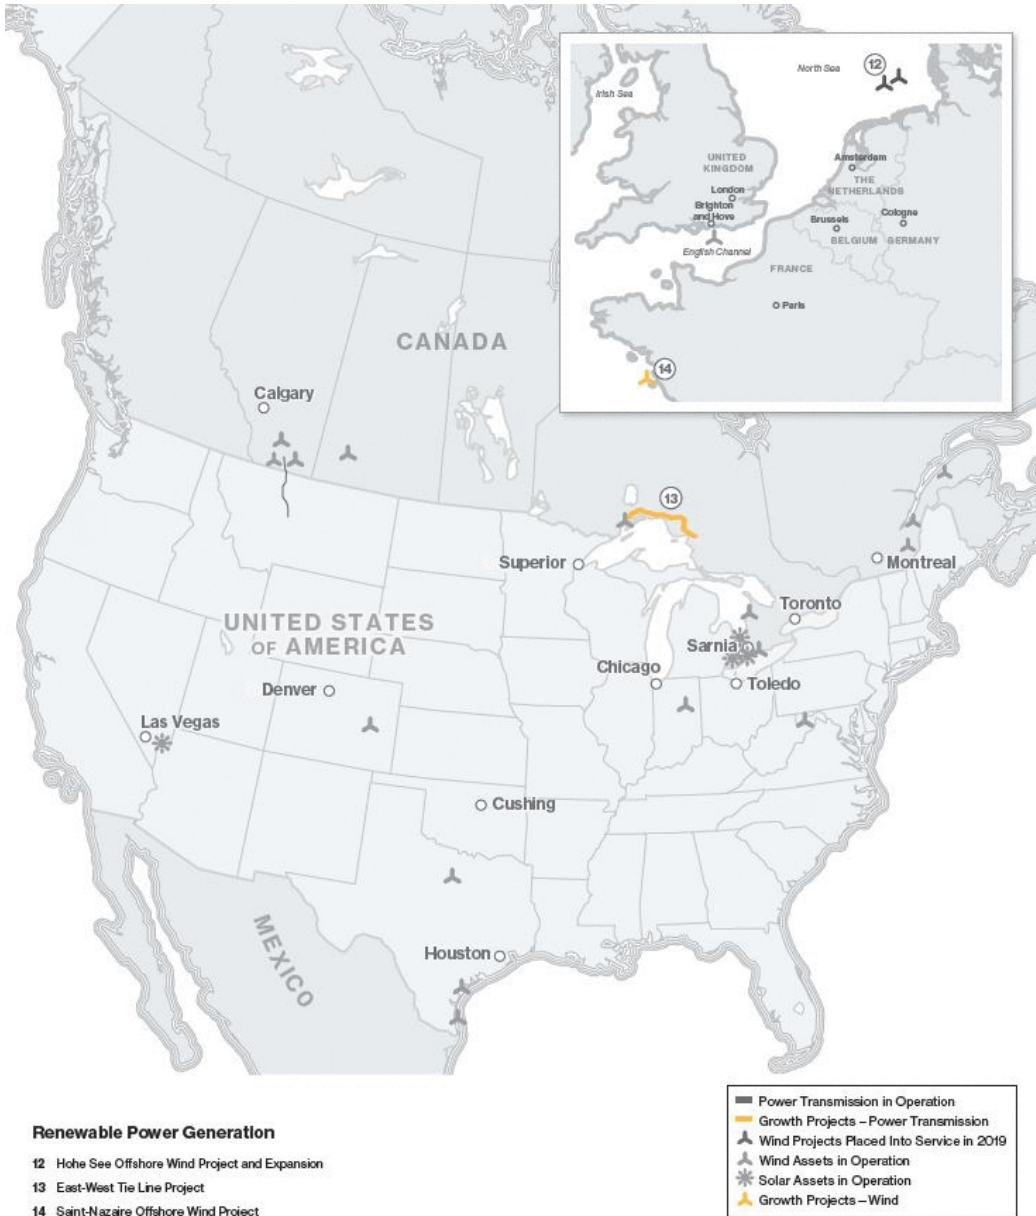 12
North Sea
Irish Sea
UNITED
KINGDOM
Amsterdam
THE
NETHERLANDS
London
Brighton
and Hove
Brussels
Cologne
BELGIUM
GERMANY
English Channel
FRANCE
Paris
14
CANADA
Calgary
13
Superior
Montreal
UNITED STATES
OF AMERICA
Toronto
Sarnia
Chicago
Toledo
Denver
Las Vegas
Cushing
MEXICO
Houston
Renewable Power Generation
12 Hohe See Offshore Wind Project and Expansion
13 East-West Tie Line Project
14 Saint-Nazaire Offshore Wind Project
Power Transmission in Operation
Growth Projects – Power Transmission
Wind Projects Placed Into Service in 2019
Wind Assets in Operation
Solar Assets in Operation
Growth Projects – Wind